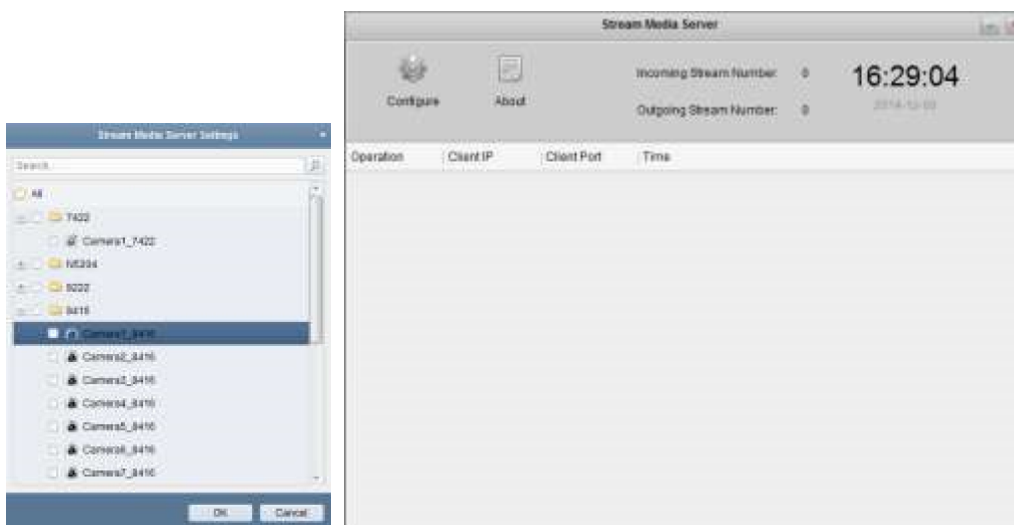 Stream Media Server Settings
Search
All
7422
Camera1_7422
9416
Camera1_8416
Camera2_8416
Camera3_8416
Camera4_8416
Camera5_8416
Camera6_8416
Camera7_8416
OK Cancel
Stream Media Server
Configure About
Incoming Stream Number: 0
Outgoing Stream Number: 0
16:29:04
Operation Client IP Client Port Time